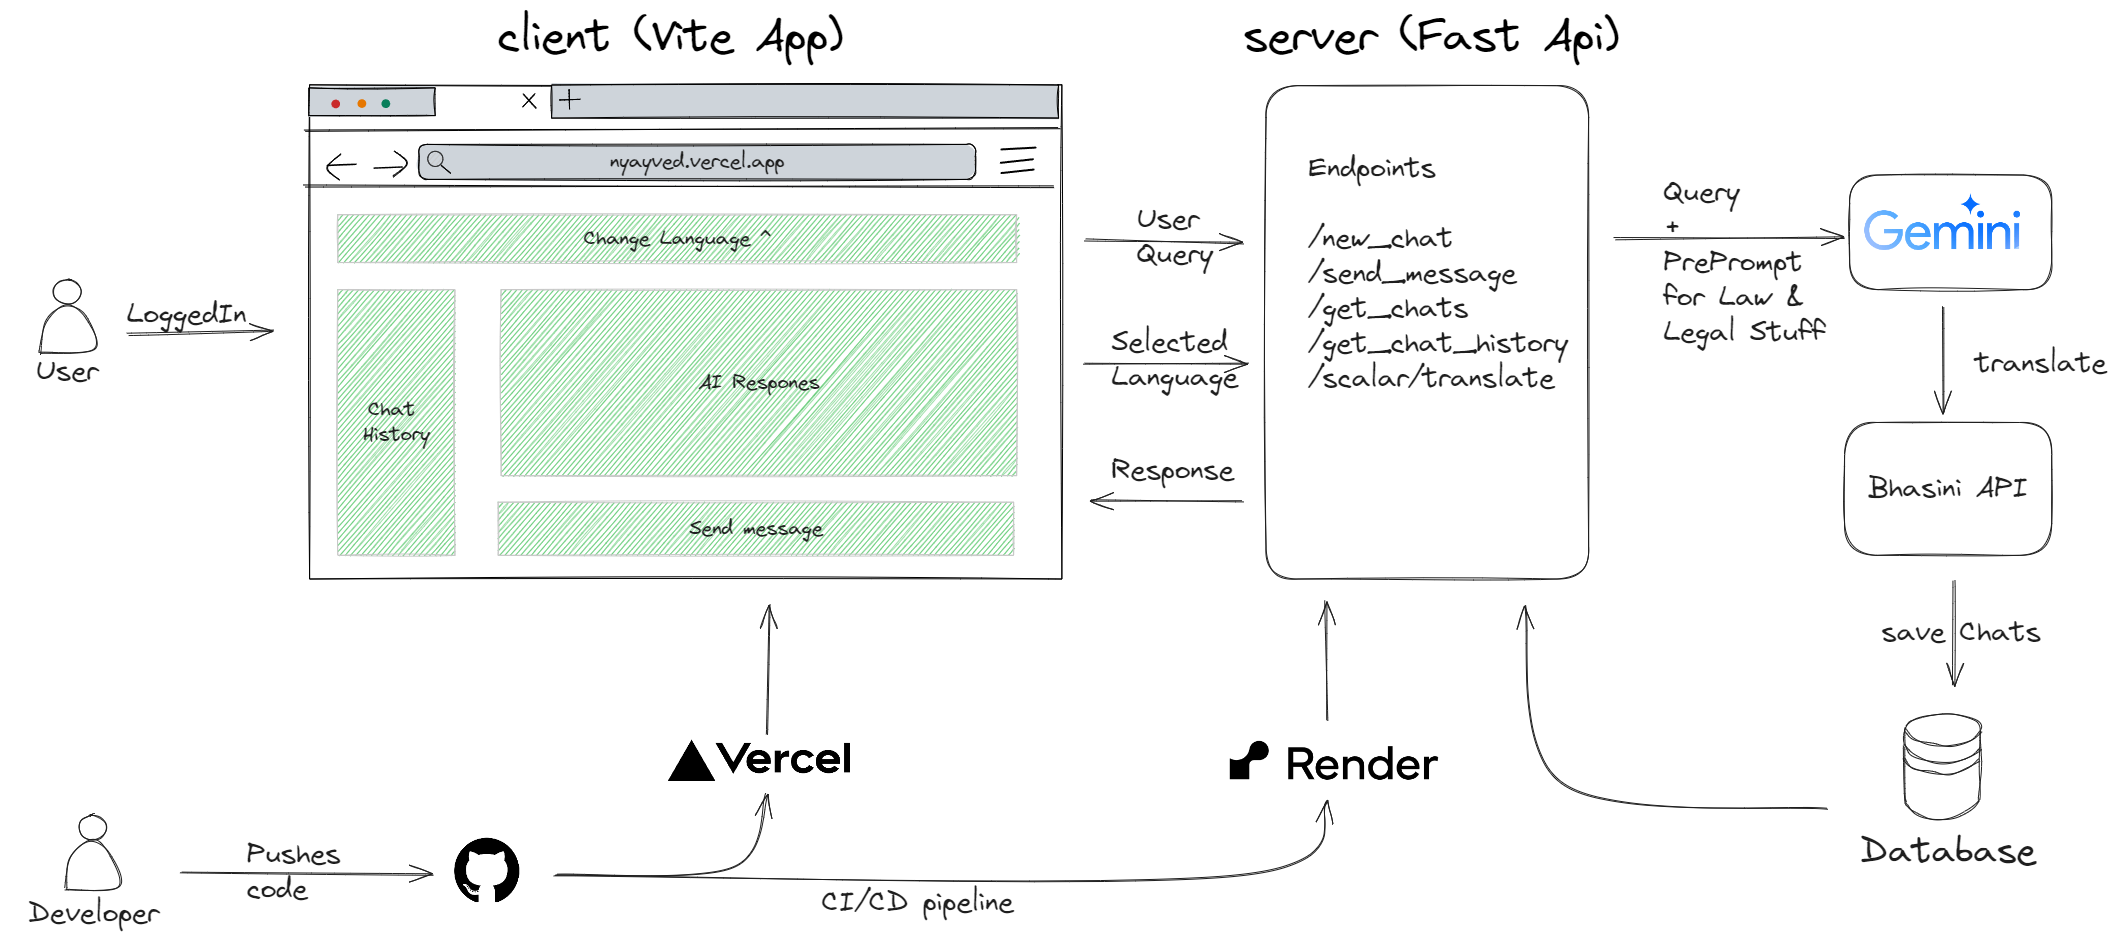 client (Vite App)
server (Fast Api)
nyayved.vercel.app
Change Language ^
Chat
History
AI Respones
Send message
LoggedIn
User
User
Query
Selected
Language
Response
Endpoints
/new_chat
/send_message
/get_chats
/get_chat_history
/scalar/translate
Query
+
PrePrompt
for Law &
Legal Stuff
Gemini
translate
Bhasini API
save Chats
Database
Vercel
Render
Pushes
code
Developer
CI/CD pipeline